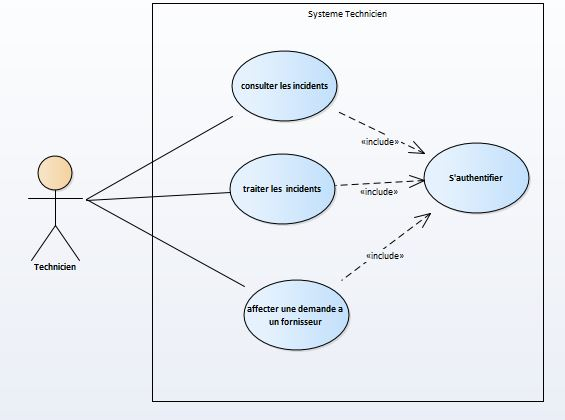 Systeme Technicien
consulter les incidents
«include»
traiter les incidents
S'authentifier
«include»
«include»
Technicien
affecter une demande a
un fornisseur